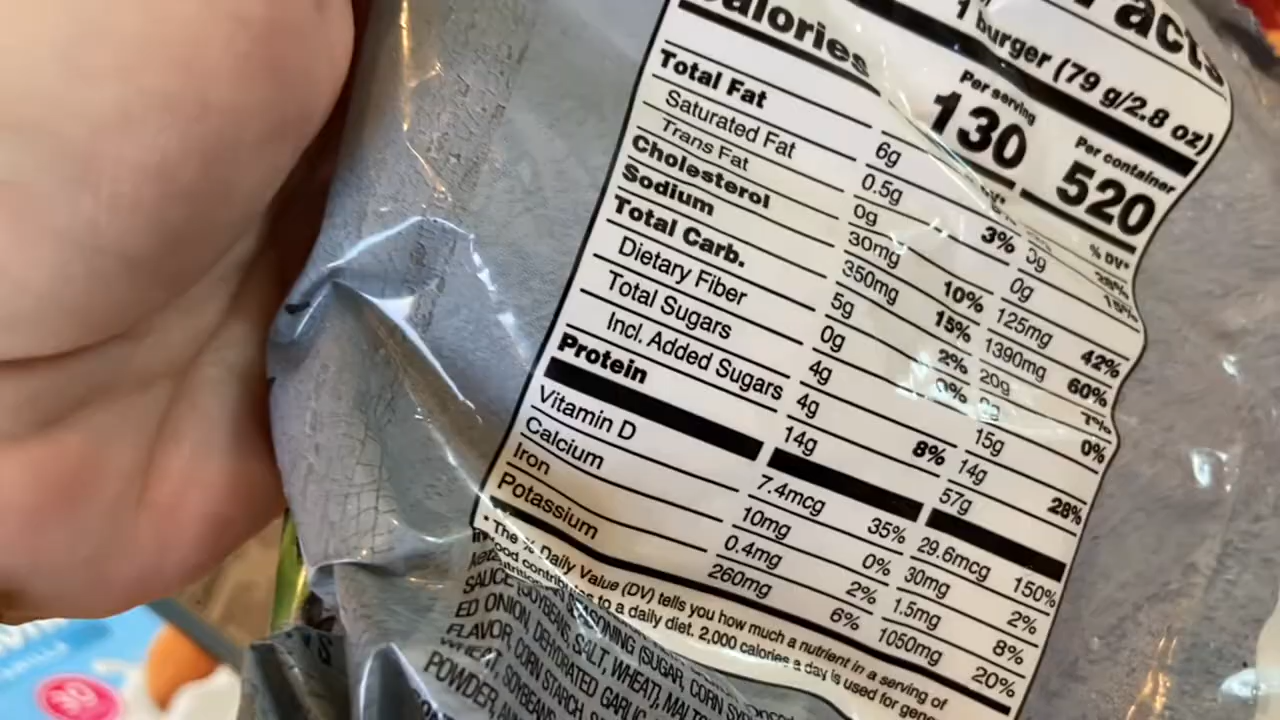 acts
1 burger (79 g/2.8 oz)
Calories
Per serving
130
Per container
520
% DV*
Total Fat 6g
Saturated Fat 0.5g 3%
Trans Fat 0g 0g
Cholesterol 30mg 10% 125mg 42%
Sodium 350mg 15% 1390mg 60%
Total Carb. 5g 2% 20g 7%
Dietary Fiber 0g 0% 0g 0%
Total Sugars 4g 15g
Incl. Added Sugars 4g 8% 14g 28%
Protein 14g 57g
Vitamin D 7.4mcg 35% 29.6mcg 150%
Calcium 10mg 0% 30mg 2%
Iron 0.4mg 2% 1.5mg 8%
Potassium 260mg 6% 1050mg 20%
* The % Daily Value (DV) tells you how much a nutrient in a serving of
food contributes to a daily diet. 2,000 calories a day is used for
SEASONING (SUGAR, CORN
SAUCE (SOYBEANS, SALT, WHEAT),
ED ONION, DEHYDRATED GARLIC,
FLAVOR, CORN STARCH,
WHEAT, SOYBEANS
POWDER,
30